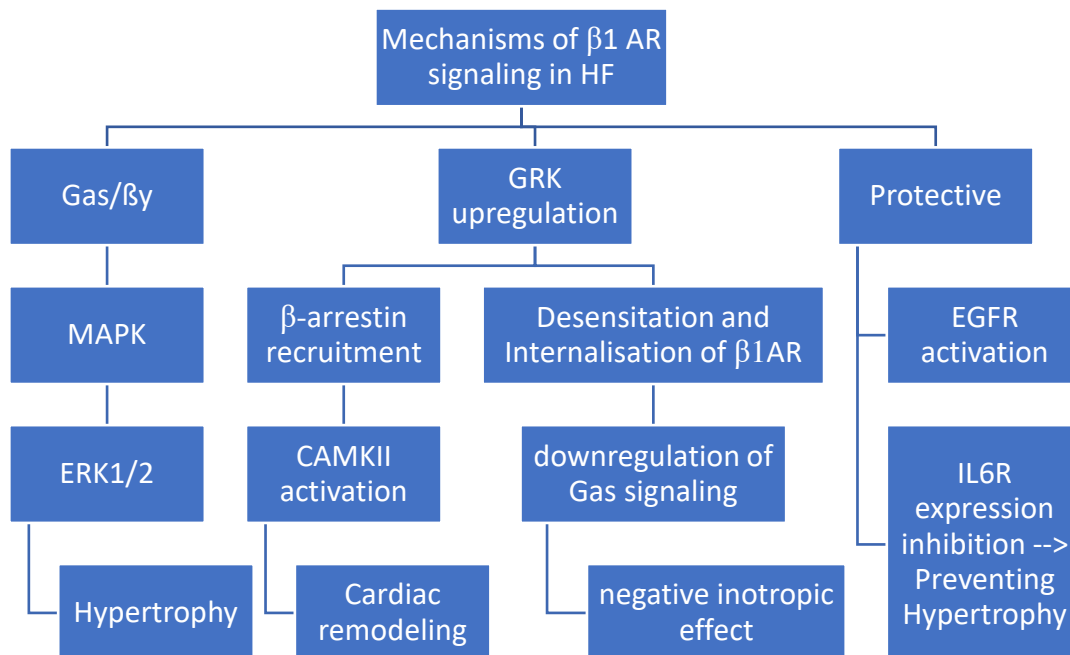 Mechanisms of β1 AR
signaling in HF
Gas/ßy
GRK
upregulation
Protective
MAPK
β-arrestin
recruitment
Desensitation and
Internalisation of β1AR
EGFR
activation
ERK1/2
CAMKII
activation
downregulation of
Gas signaling
IL6R
expression
inhibition -->
Preventing
Hypertrophy
Hypertrophy
Cardiac
remodeling
negative inotropic
effect